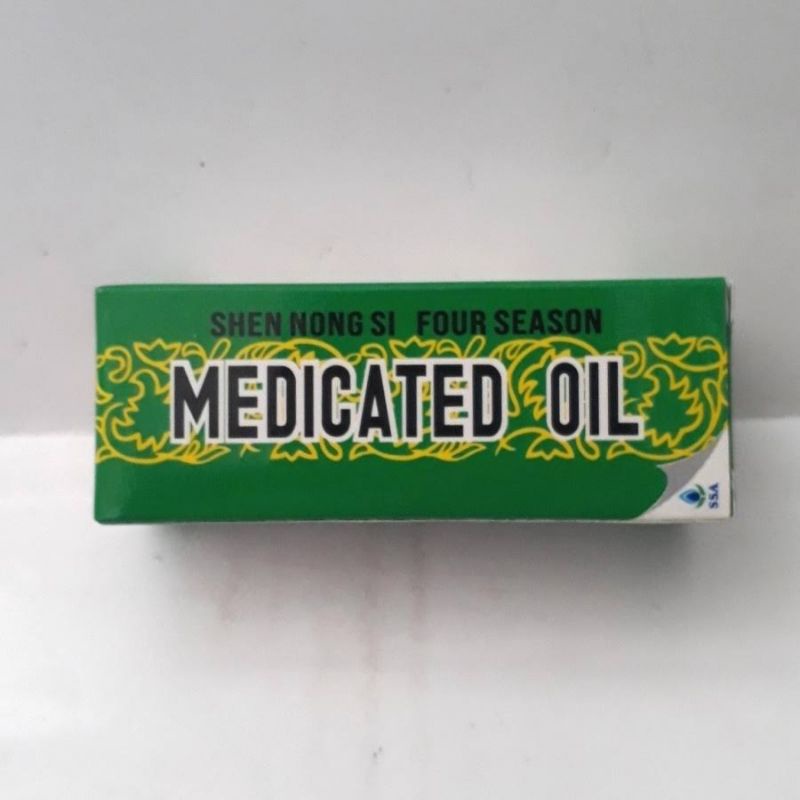 SHEN NONG SI FOUR SEASON
MEDICATED OIL
SSA